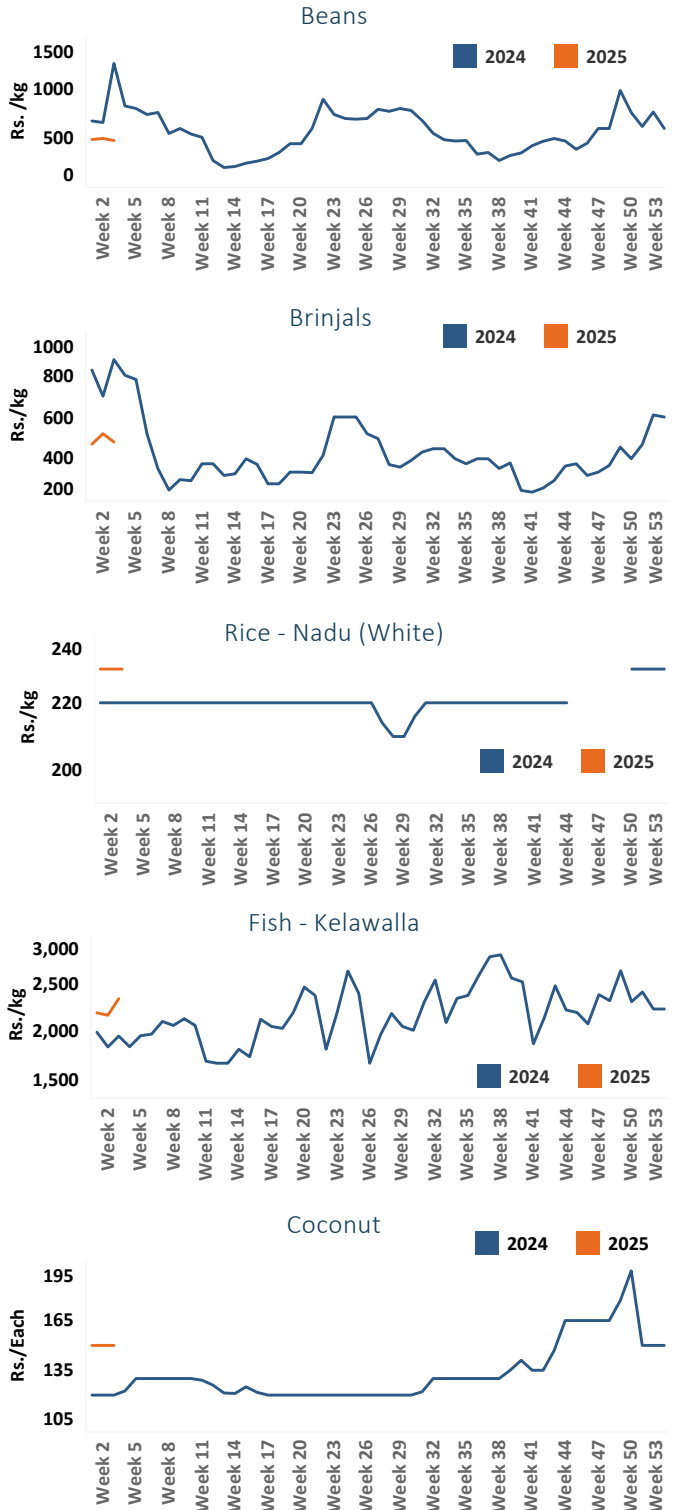 Beans
2024 2025
Rs. /kg
1500
1000
500
0
Week 2 Week 5 Week 8 Week 11 Week 14 Week 17 Week 20 Week 23 Week 26 Week 29 Week 32 Week 35 Week 38 Week 41 Week 44 Week 47 Week 50 Week 53
Brinjals
2024 2025
Rs./kg
1000
800
600
400
200
Week 2 Week 5 Week 8 Week 11 Week 14 Week 17 Week 20 Week 23 Week 26 Week 29 Week 32 Week 35 Week 38 Week 41 Week 44 Week 47 Week 50 Week 53
Rice - Nadu (White)
Rs./kg
240
220
200
2024 2025
Week 2 Week 5 Week 8 Week 11 Week 14 Week 17 Week 20 Week 23 Week 26 Week 29 Week 32 Week 35 Week 38 Week 41 Week 44 Week 47 Week 50 Week 53
Fish - Kelawalla
Rs./kg
3,000
2,500
2,000
1,500
2024 2025
Week 2 Week 5 Week 8 Week 11 Week 14 Week 17 Week 20 Week 23 Week 26 Week 29 Week 32 Week 35 Week 38 Week 41 Week 44 Week 47 Week 50 Week 53
Coconut
2024 2025
Rs./Each
195
165
135
105
Week 2 Week 5 Week 8 Week 11 Week 14 Week 17 Week 20 Week 23 Week 26 Week 29 Week 32 Week 35 Week 38 Week 41 Week 44 Week 47 Week 50 Week 53